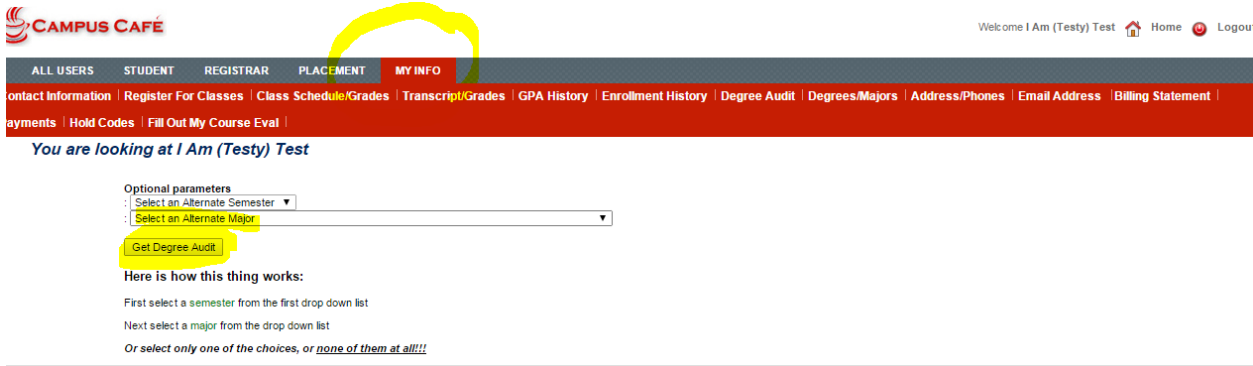 CAMPUS CAFÉ
Welcome I Am (Testy) Test Home Logout
ALL USERS STUDENT REGISTRAR PLACEMENT MY INFO
ontact Information | Register For Classes | Class Schedule/Grades | Transcript/Grades | GPA History | Enrollment History | Degree Audit | Degrees/Majors | Address/Phones | Email Address | Billing Statement |
ayments | Hold Codes | Fill Out My Course Eval |
You are looking at I Am (Testy) Test
Optional parameters
: Select an Alternate Semester
: Select an Alternate Major
Get Degree Audit
Here is how this thing works:
First select a semester from the first drop down list
Next select a major from the drop down list
Or select only one of the choices, or none of them at all!!!